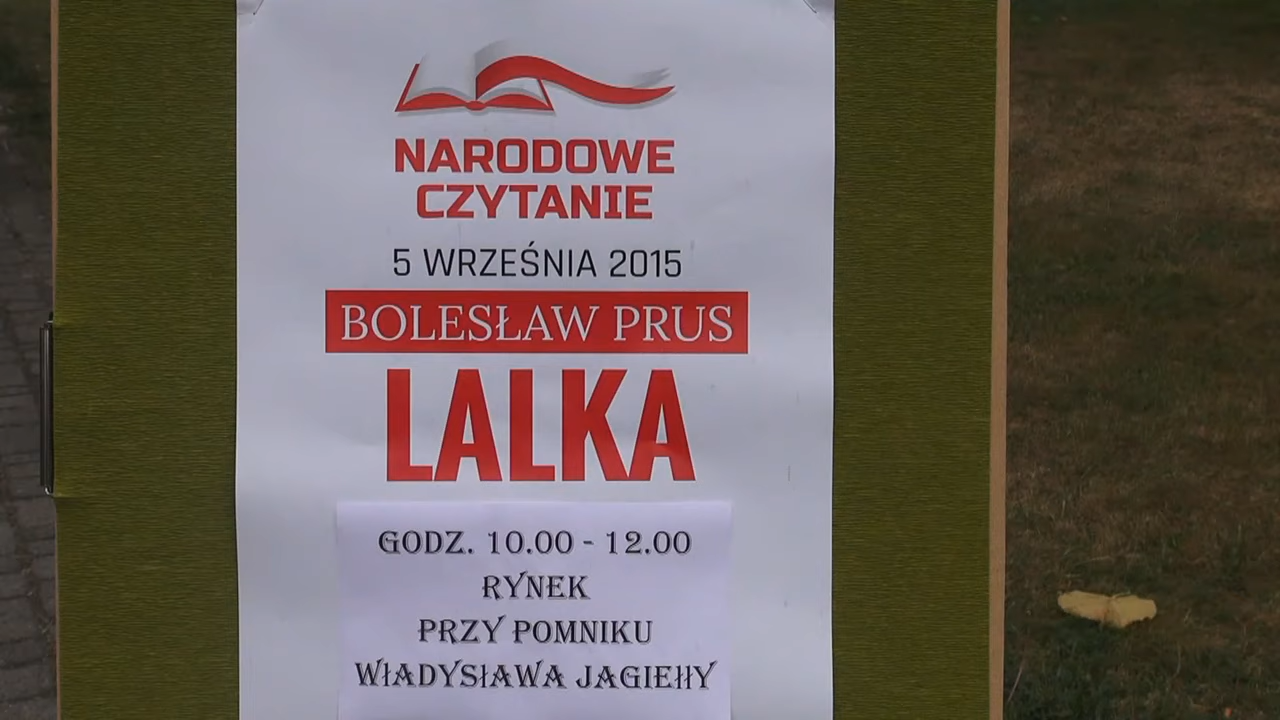 NARODOWE
CZYTANIE
5 WRZEŚNIA 2015
BOLESŁAW PRUS
LALKA
GODZ. 10.00 - 12.00
RYNEK
PRZY POMNIKU
WŁADYSŁAWA JAGIEŁŁY